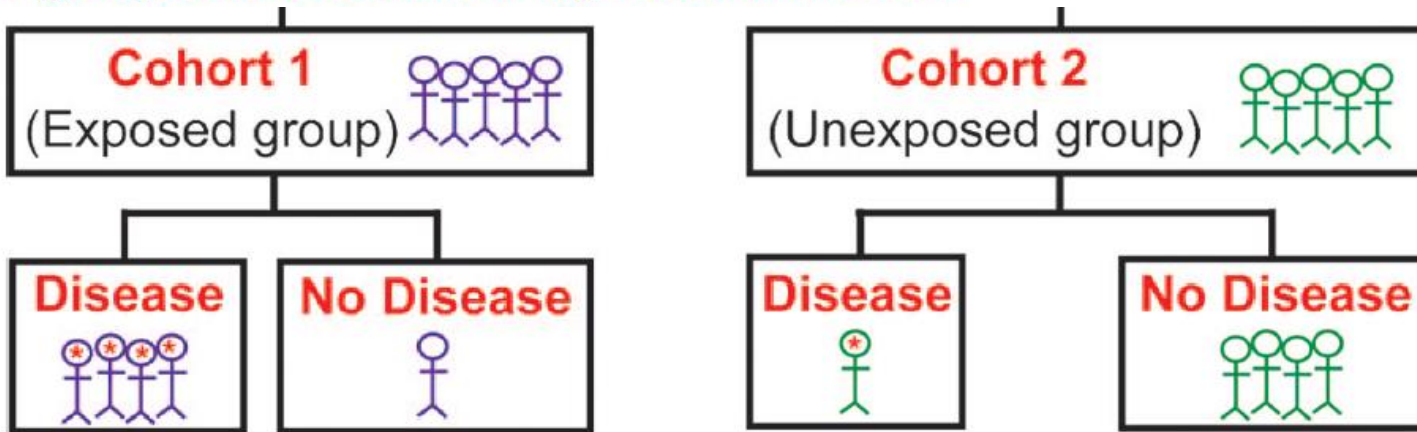 Cohort 1
(Exposed group)
Cohort 2
(Unexposed group)
Disease
No Disease
Disease
No Disease